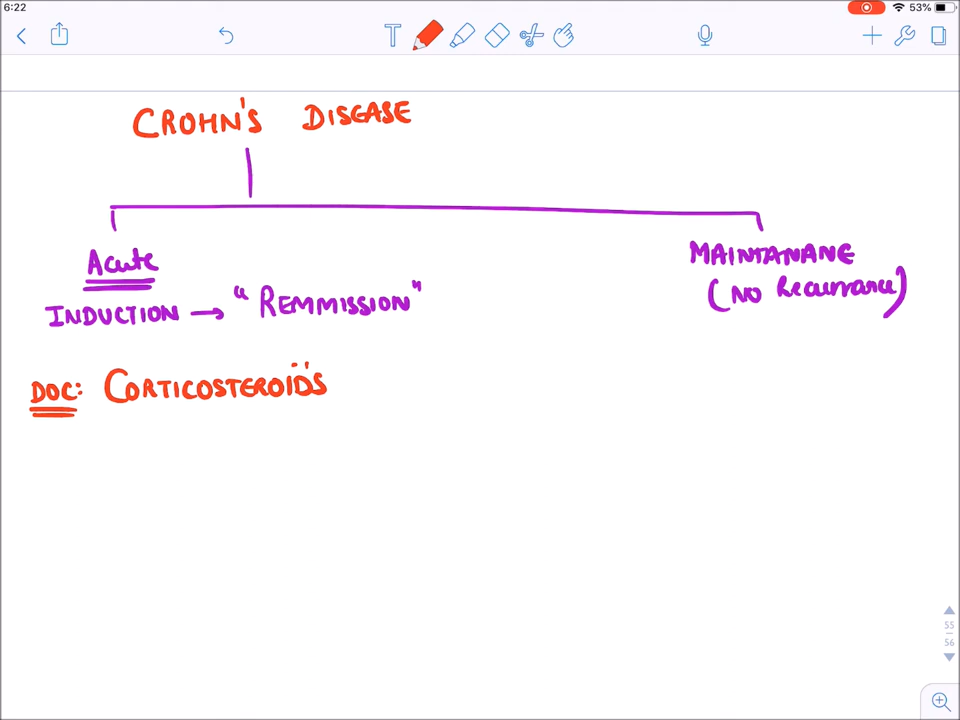 6:22
53%
T
CROHN'S DISEASE
Acute
INDUCTION → "REMMISSION"
MAINTANANE
(NO Recurrance)
DOC: CORTICOSTEROIDS
55
56